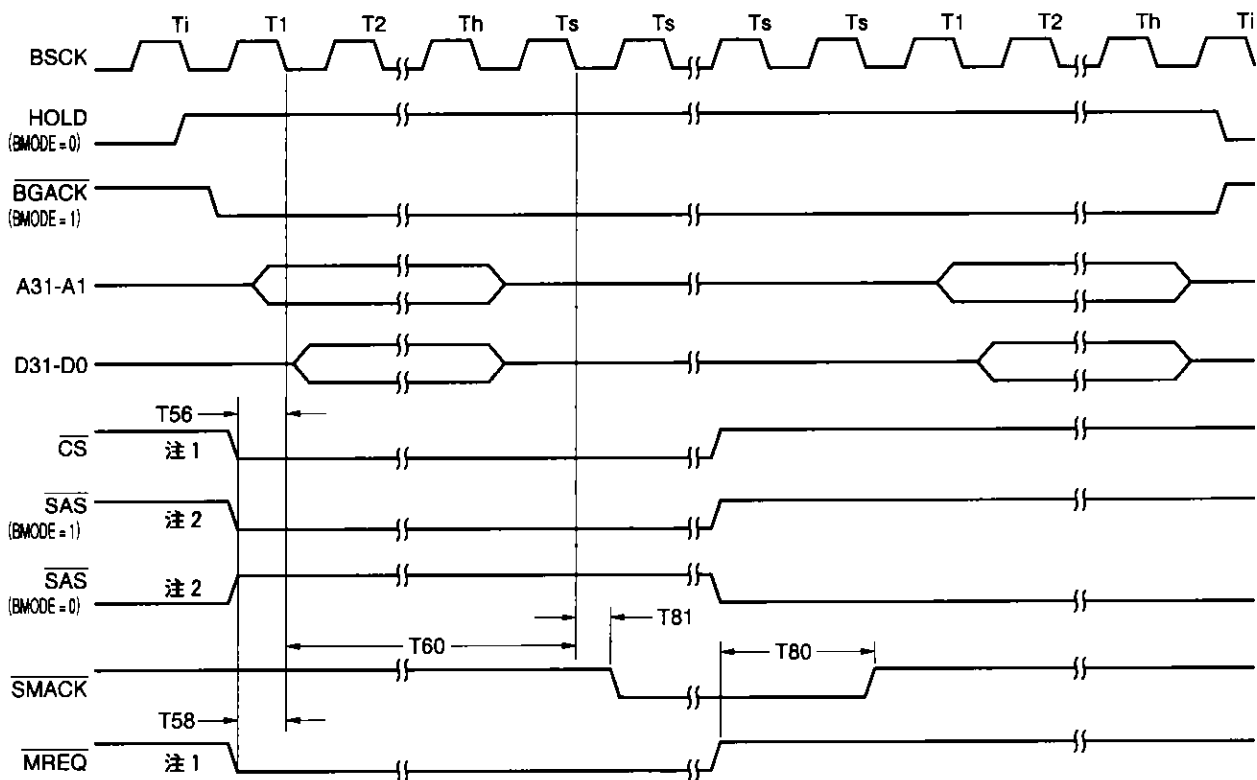 Ti T1 T2 Th Ts Ts Ts Ts T1 T2 Th Ti
BSCK
HOLD
(BMODE = 0)
BGACK
(BMODE = 1)
A31-A1
D31-D0
T56
CS 注 1
SAS 注 2
(BMODE = 1)
SAS 注 2
(BMODE = 0)
T81
T60 T80
SMACK
T58
MREQ 注 1